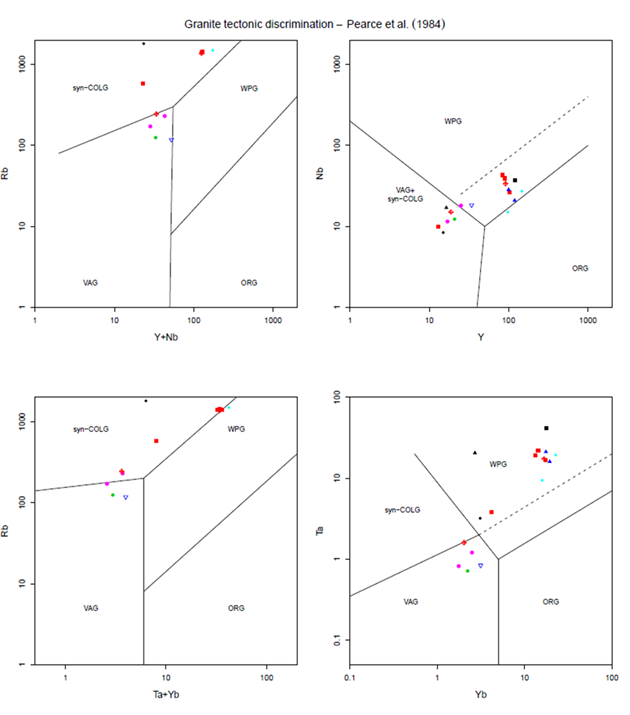 Granite tectonic discrimination – Pearce et al. (1984)
1000
100
10
1
Rb
syn−COLG
WPG
VAG
ORG
1
10
100
1000
Y+Nb
1000
100
10
1
Nb
WPG
VAG+
syn−COLG
ORG
1
10
100
1000
Y
1000
100
10
1
Rb
syn−COLG
WPG
VAG
ORG
1
10
100
Ta+Yb
100
10
1
0.1
Ta
WPG
syn−COLG
VAG
ORG
0.1
1
10
100
Yb